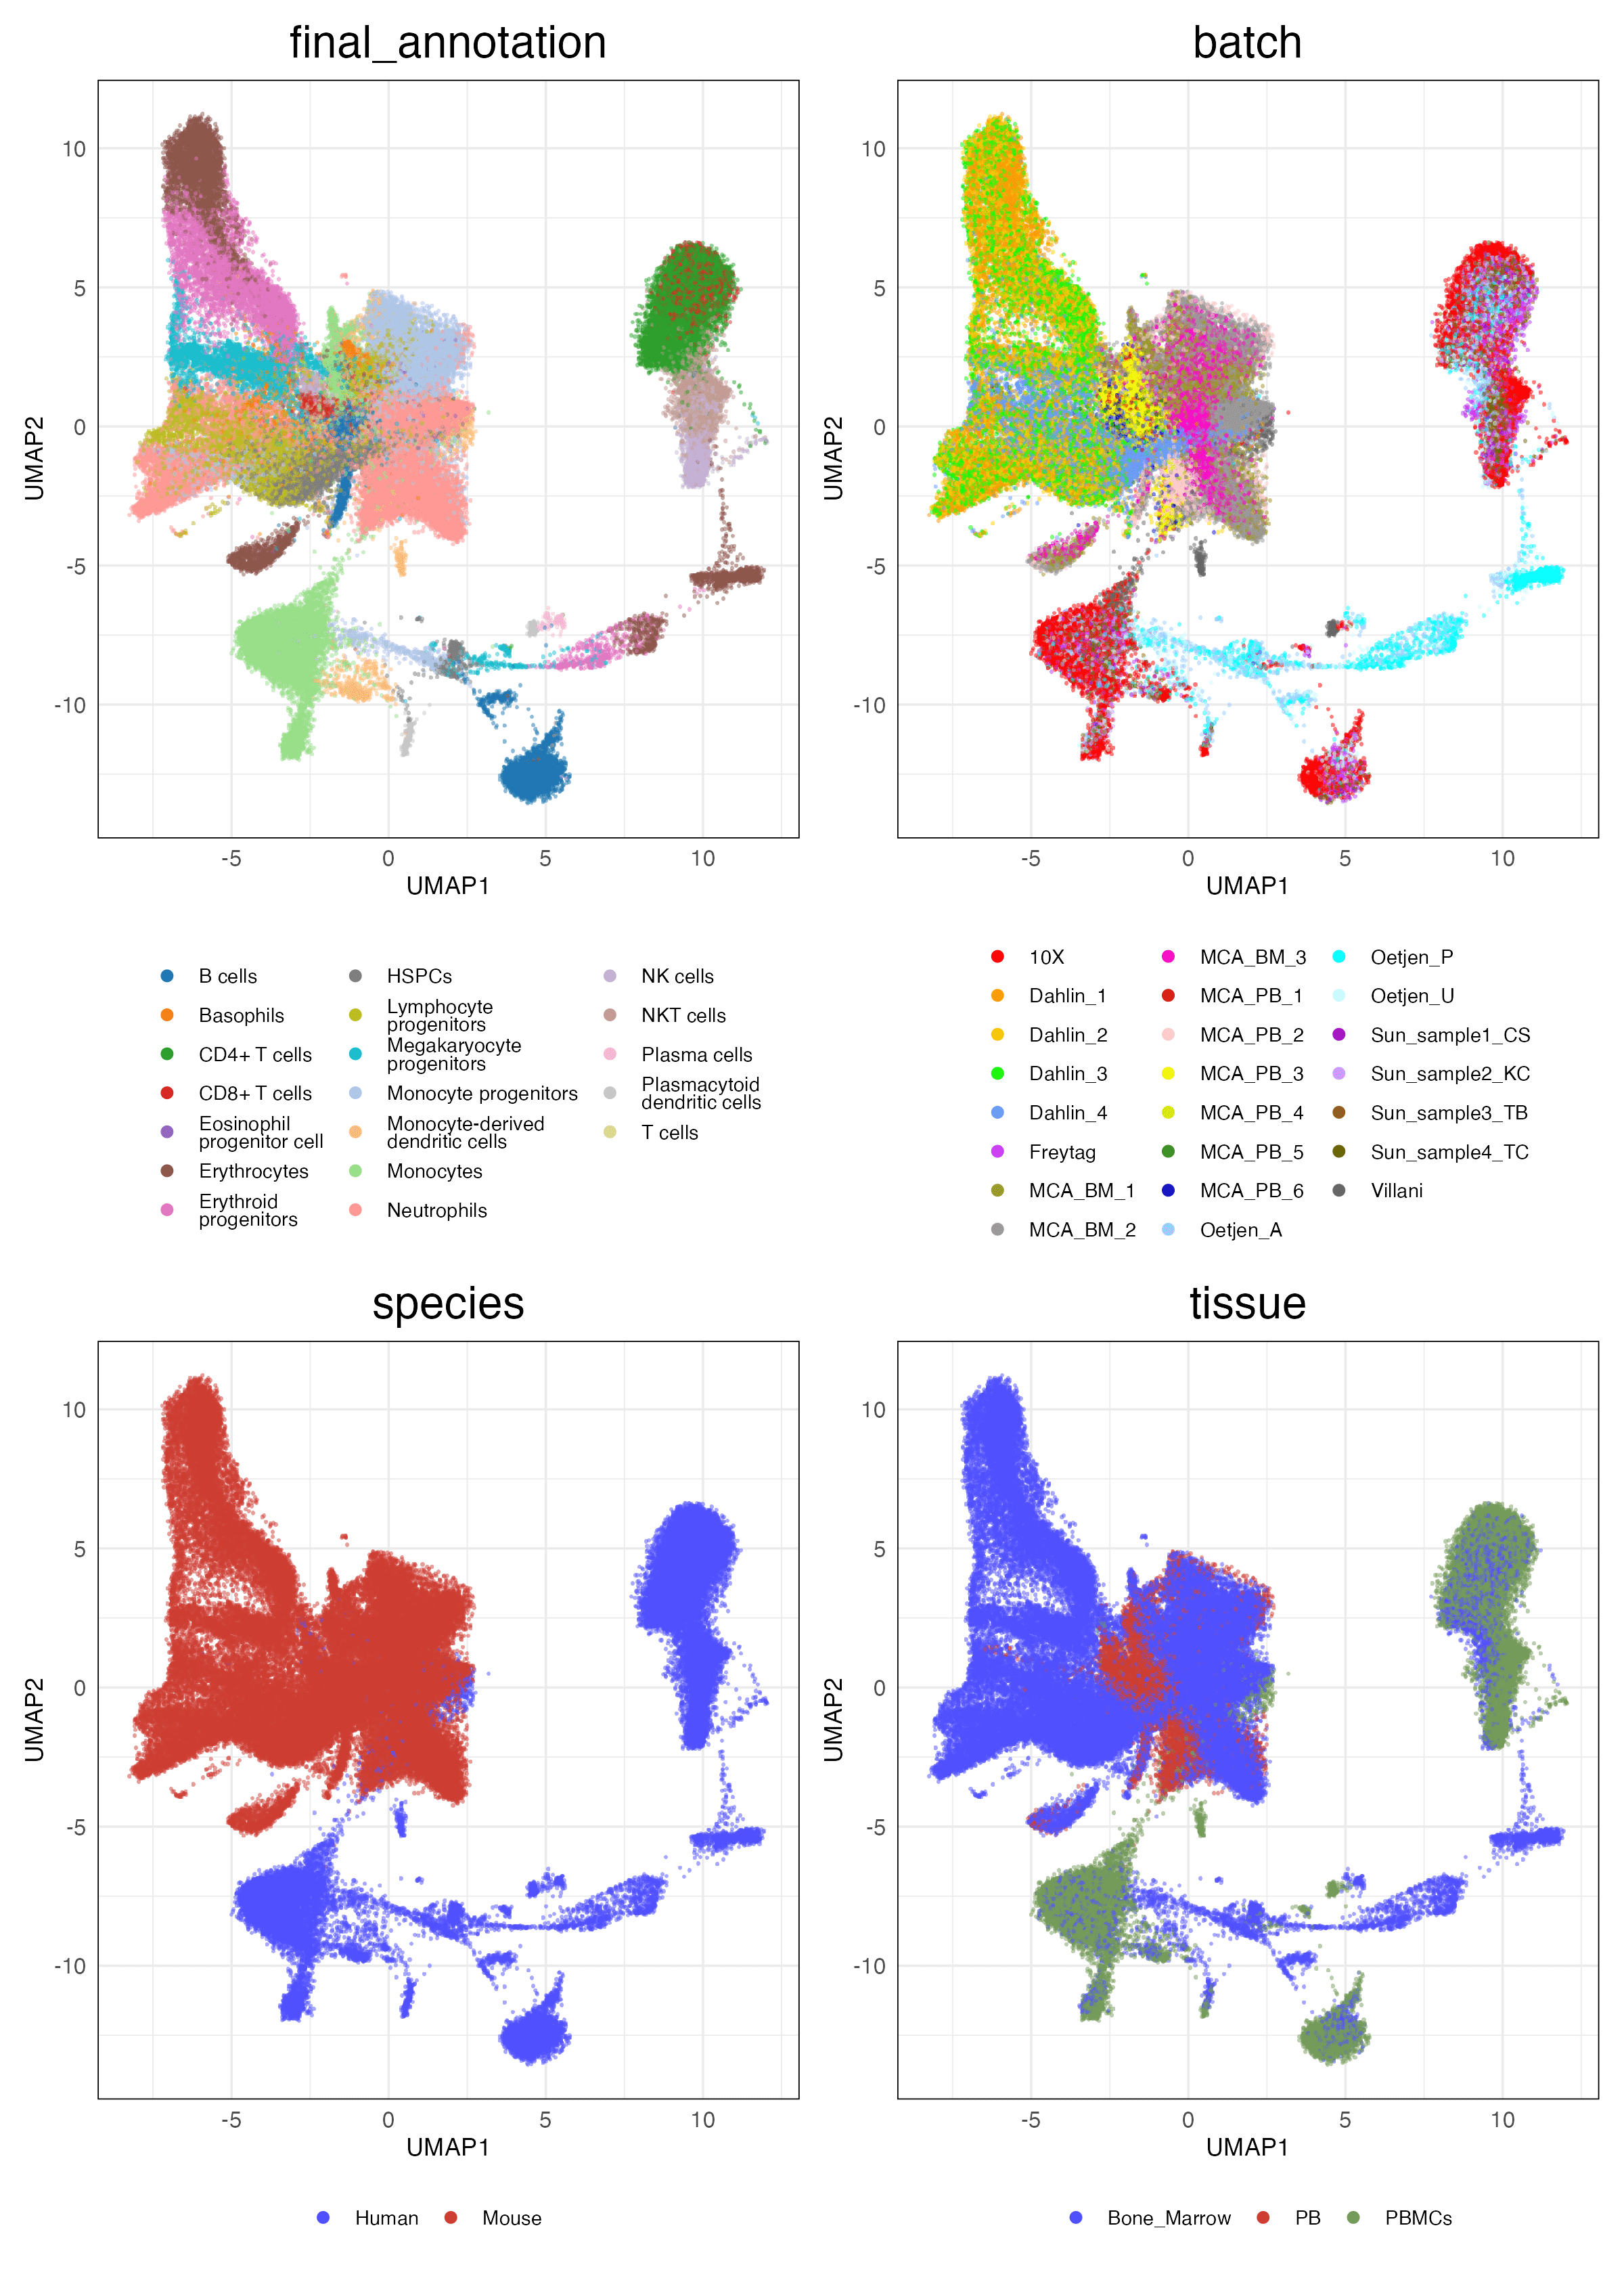 final_annotation
batch
10
5
0
-5
-10
UMAP2
-5
0
5
10
UMAP1
10
5
0
-5
-10
UMAP2
-5
0
5
10
UMAP1
B cells
Basophils
CD4+ T cells
CD8+ T cells
Eosinophil
progenitor cell
Erythrocytes
Erythroid
progenitors
HSPCs
Lymphocyte
progenitors
Megakaryocyte
progenitors
Monocyte progenitors
Monocyte-derived
dendritic cells
Monocytes
Neutrophils
NK cells
NKT cells
Plasma cells
Plasmacytoid
dendritic cells
T cells
10X
Dahlin_1
Dahlin_2
Dahlin_3
Dahlin_4
Freytag
MCA_BM_1
MCA_BM_2
MCA_BM_3
MCA_PB_1
MCA_PB_2
MCA_PB_3
MCA_PB_4
MCA_PB_5
MCA_PB_6
Oetjen_A
Oetjen_P
Oetjen_U
Sun_sample1_CS
Sun_sample2_KC
Sun_sample3_TB
Sun_sample4_TC
Villani
species
tissue
10
5
0
-5
-10
UMAP2
-5
0
5
10
UMAP1
10
5
0
-5
-10
UMAP2
-5
0
5
10
UMAP1
Human
Mouse
Bone_Marrow
PB
PBMCs